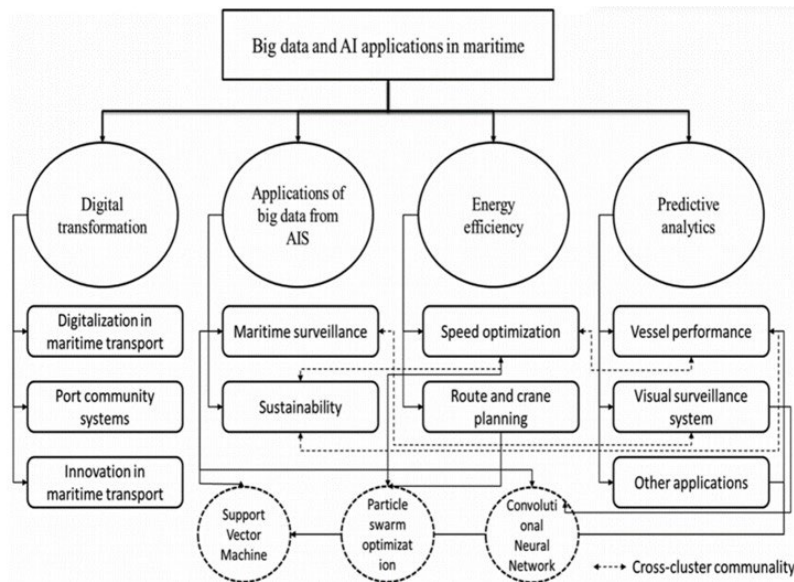 Big data and AI applications in maritime
Digital
transformation
Applications of
big data from
AIS
Energy
efficiency
Predictive
analytics
Digitalization in
maritime transport
Maritime surveillance
Speed optimization
Vessel performance
Port community
systems
Sustainability
Route and crane
planning
Visual surveillance
system
Innovation in
maritime transport
Other applications
Support
Vector
Machine
Particle
swarm
optimizat
ion
Convoluti
onal
Neural
Network
Cross-cluster communality